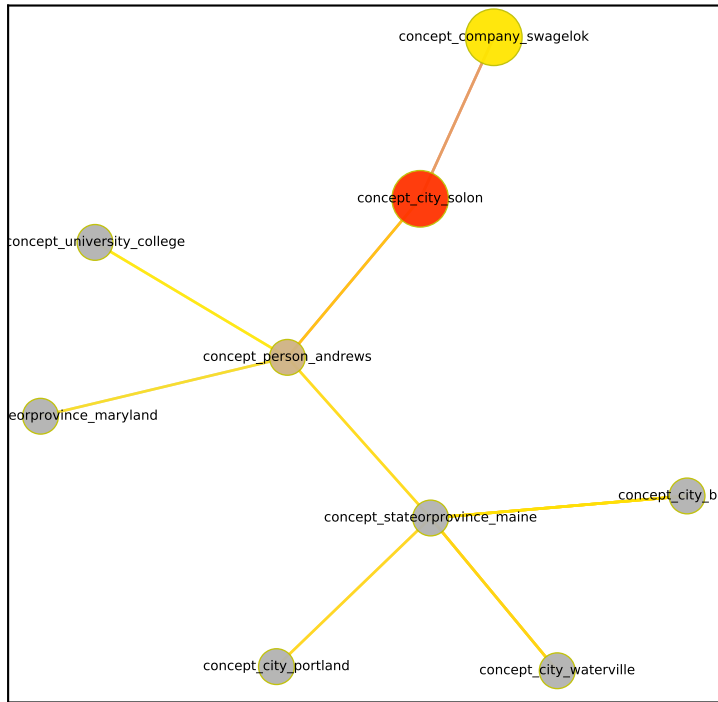 concept_company_swagelok
concept_city_solon
concept_university_college
concept_person_andrews
eorprovince_maryland
concept_city_b
concept_stateorprovince_maine
concept_city_portland
concept_city_waterville